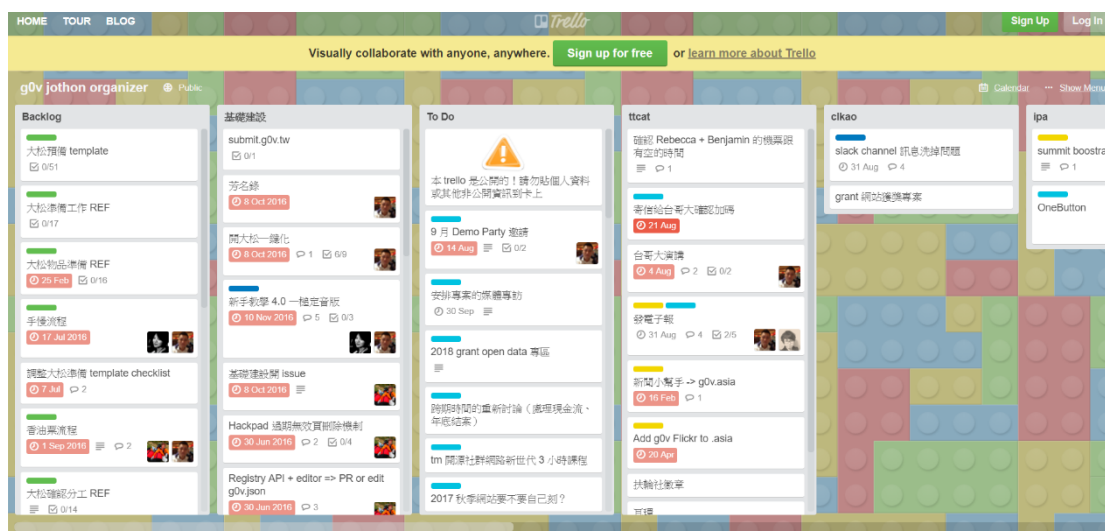 HOME TOUR BLOG
Trello
Sign Up Log In
Visually collaborate with anyone, anywhere. Sign up for free or learn more about Trello
g0v jothon organizer Public
Calendar ··· Show Menu
Backlog
大松預備 template
0/51
大松準備工作 REF
0/17
大松物品準備 REF
25 Feb 0/16
手慢流程
17 Jul 2016
調整大松準備 template checklist
7 Jul 2
香油票流程
1 Sep 2016 2
大松確認分工 REF
0/14
基礎建設
submit.g0v.tw
0/1
芳名錄
8 Oct 2016
開大松一鍵化
8 Oct 2016 1 6/9
新手教學 4.0 一槌定音版
10 Nov 2016 5 0/3
基礎建設開 issue
8 Oct 2016
Hackpad 過期無效頁刪除機制
30 Jun 2016 2 0/4
Registry API + editor => PR or edit
g0v.json
30 Jun 2016 3
To Do
本 trello 是公開的！請勿貼個人資料
或其他非公開資訊到卡上
9 月 Demo Party 邀請
14 Aug 0/2
安排專案的媒體專訪
30 Sep
2018 grant open data 專區
跨期時間的重新討論（處理現金流、
年底結案）
tm 開源社群網路新世代 3 小時課程
2017 秋季網站要不要自己刻？
ttcat
確認 Rebecca + Benjamin 的機票跟
有空的時間
1
寄信給台哥大確認加碼
21 Aug
台哥大演講
4 Aug 2 0/2
發電子報
31 Aug 4 2/5
新聞小幫手 -> g0v.asia
16 Feb 1
Add g0v Flickr to .asia
20 Apr
扶輪社徽章
clkao
slack channel 訊息洗掉問題
31 Aug 4
grant 網站獲獎專案
ipa
summit boostra
1
OneButton